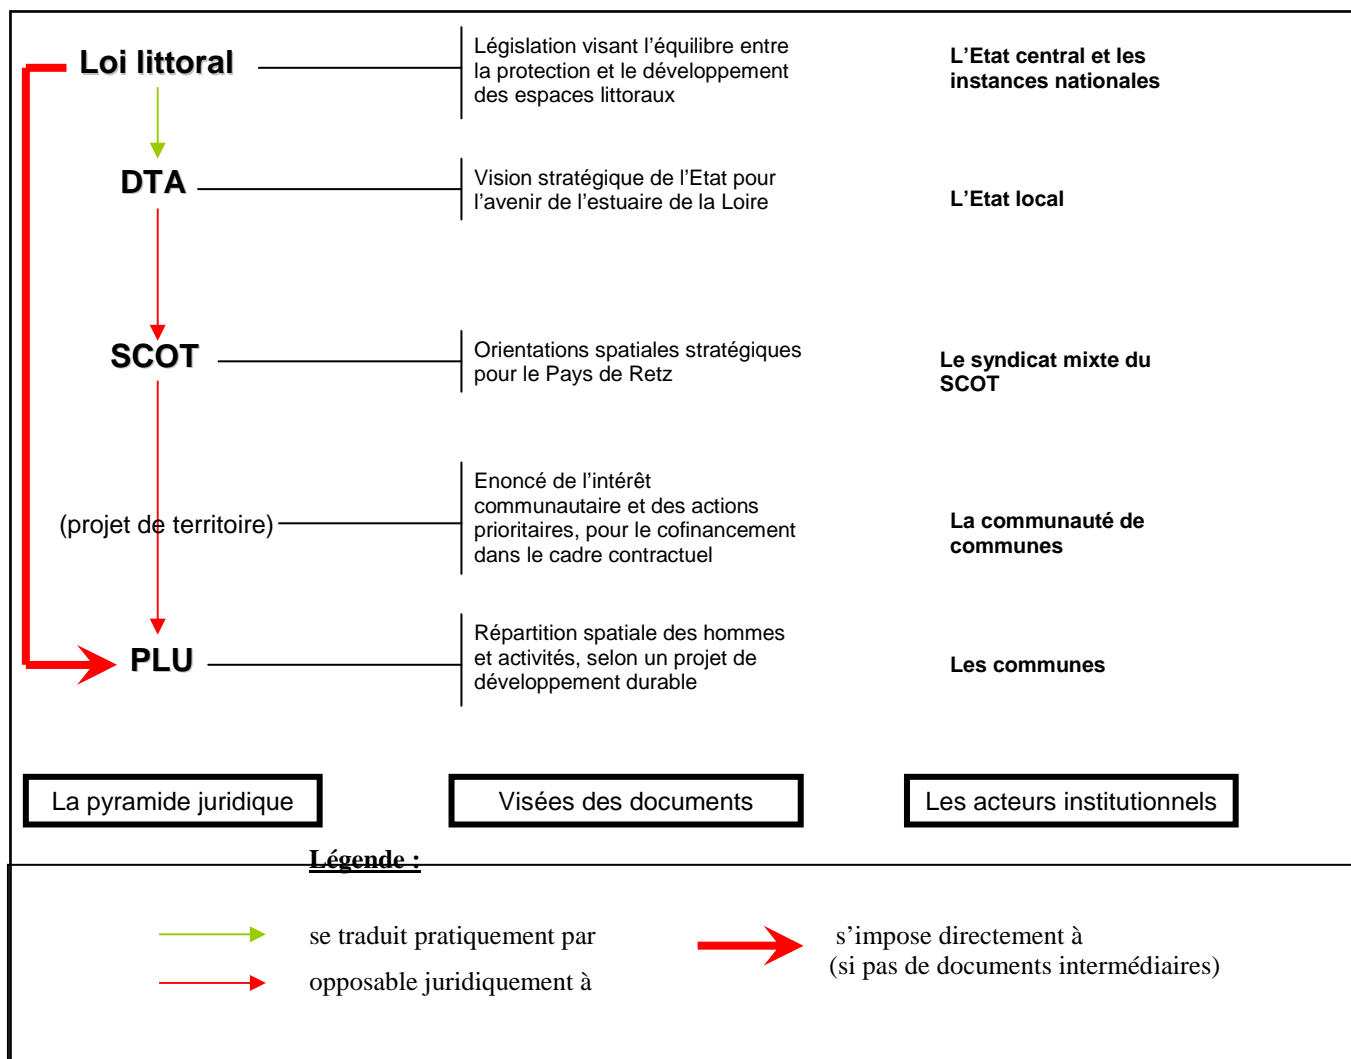 Loi littoral
Législation visant l’équilibre entre
la protection et le développement
des espaces littoraux
L’Etat central et les
instances nationales
DTA
Vision stratégique de l’Etat pour
l’avenir de l’estuaire de la Loire
L’Etat local
SCOT
Orientations spatiales stratégiques
pour le Pays de Retz
Le syndicat mixte du
SCOT
(projet de territoire)
Enoncé de l’intérêt
communautaire et des actions
prioritaires, pour le cofinancement
dans le cadre contractuel
La communauté de
communes
PLU
Répartition spatiale des hommes
et activités, selon un projet de
développement durable
Les communes
La pyramide juridique
Visées des documents
Les acteurs institutionnels
Légende :
se traduit pratiquement par
opposable juridiquement à
s’impose directement à
(si pas de documents intermédiaires)